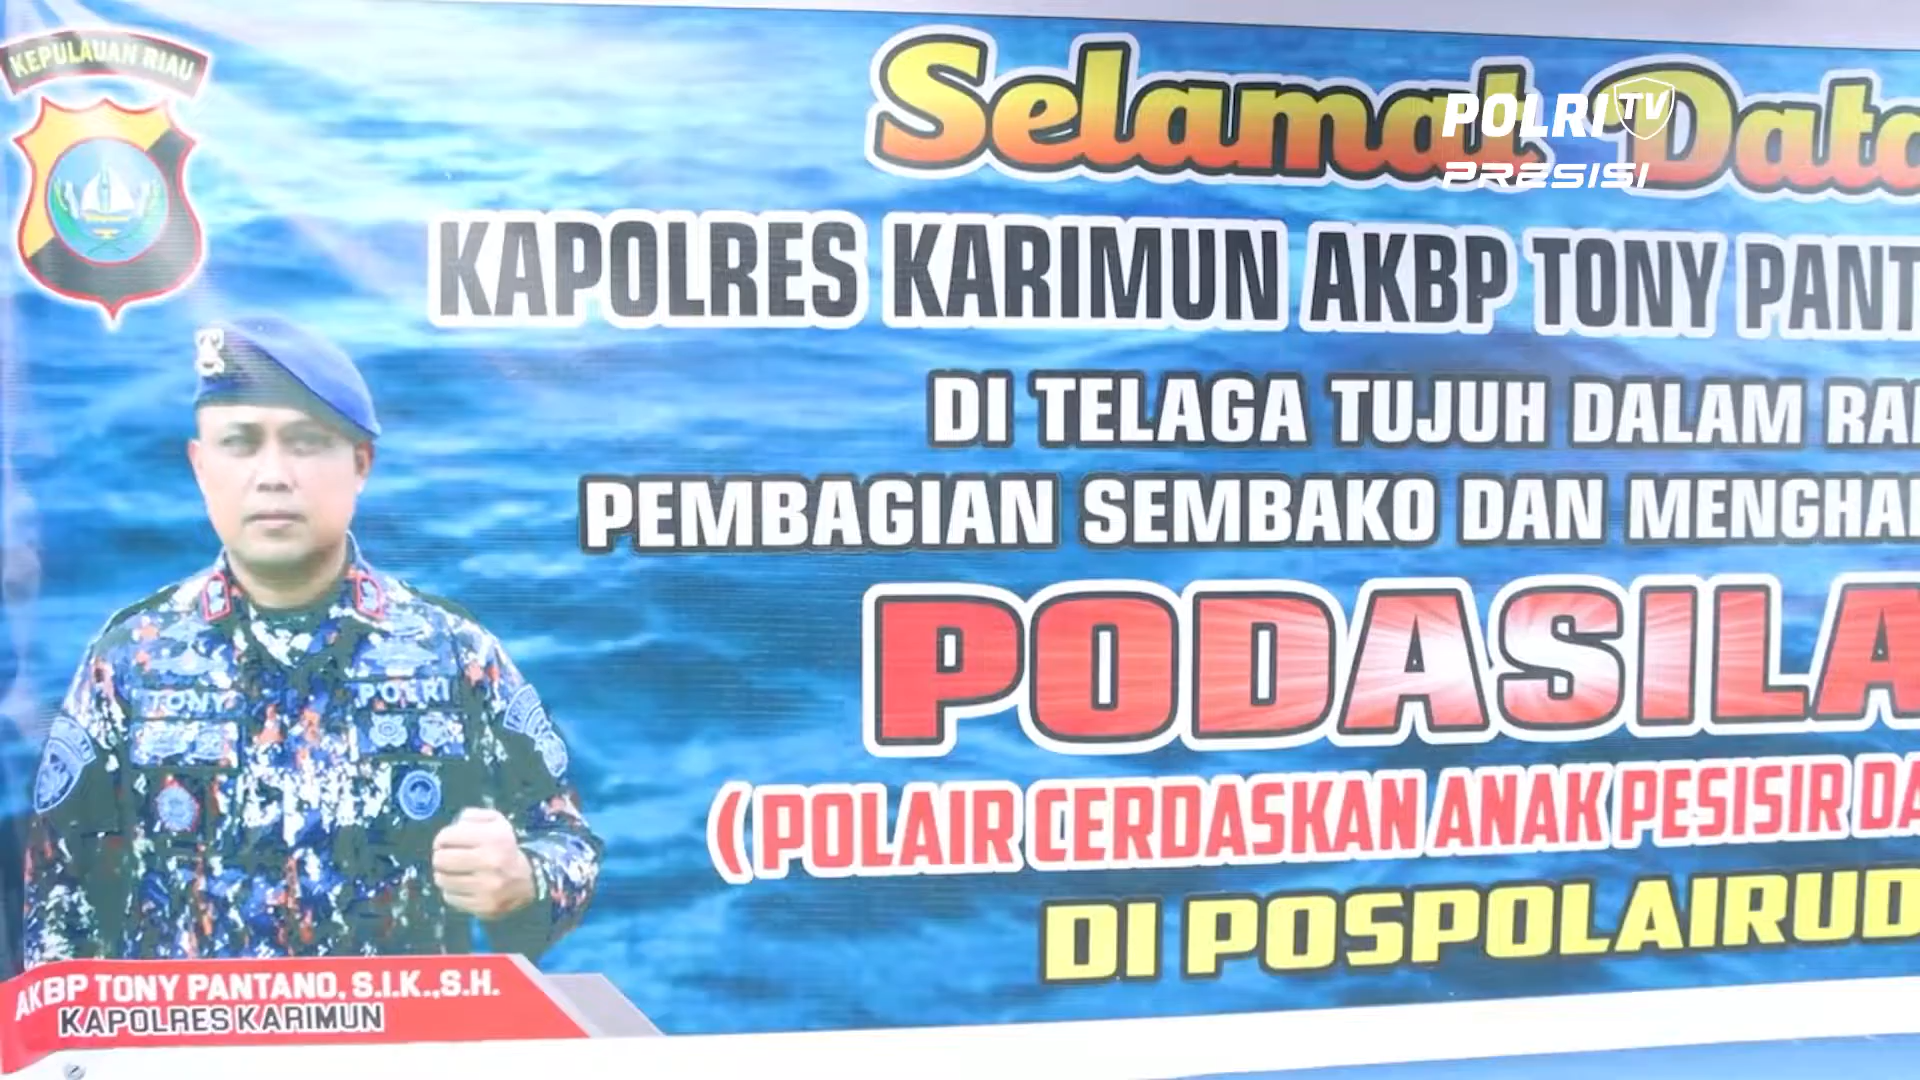 KEPULAUAN RIAU
Selamat Data
POLRI TV
PRESISI
KAPOLRES KARIMUN AKBP TONY PANT
DI TELAGA TUJUH DALAM RA
PEMBAGIAN SEMBAKO DAN MENGHA
PODASILA
(POLAIR CERDASKAN ANAK PESISIR DA
DI POSPOLAIRUD
TONY
POLRI
AKBP TONY PANTANO, S.I.K.,S.H.
KAPOLRES KARIMUN